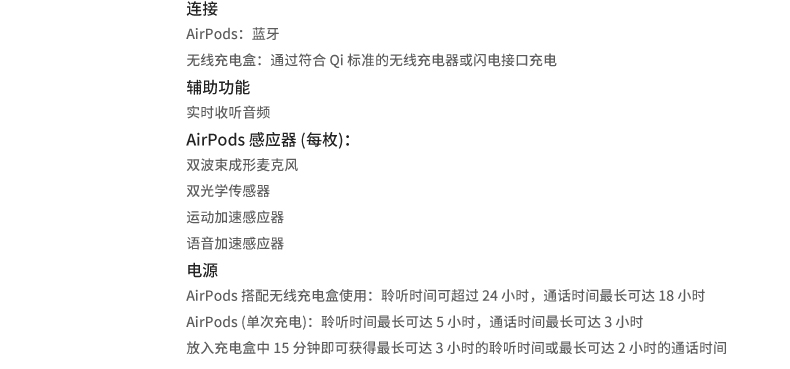 连接
AirPods：蓝牙
无线充电盒：通过符合 Qi 标准的无线充电器或闪电接口充电
辅助功能
实时收听音频
AirPods 感应器 (每枚)：
双波束成形麦克风
双光学传感器
运动加速感应器
语音加速感应器
电源
AirPods 搭配无线充电盒使用：聆听时间可超过 24 小时，通话时间最长可达 18 小时
AirPods (单次充电)：聆听时间最长可达 5 小时，通话时间最长可达 3 小时
放入充电盒中 15 分钟即可获得最长可达 3 小时的聆听时间或最长可达 2 小时的通话时间